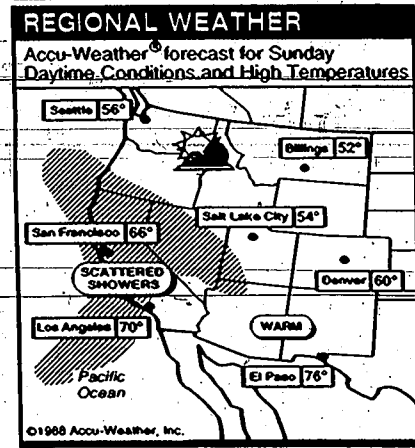 REGIONAL WEATHER
Accu-Weather® forecast for Sunday
Daytime Conditions and High Temperatures
Seattle 56°
Billings 52°
Salt Lake City 54°
San Francisco 66°
SCATTERED
SHOWERS
Denver 60°
Los Angeles 70°
WARM
El Paso 76°
Pacific
Ocean
©1988 Accu-Weather, Inc.